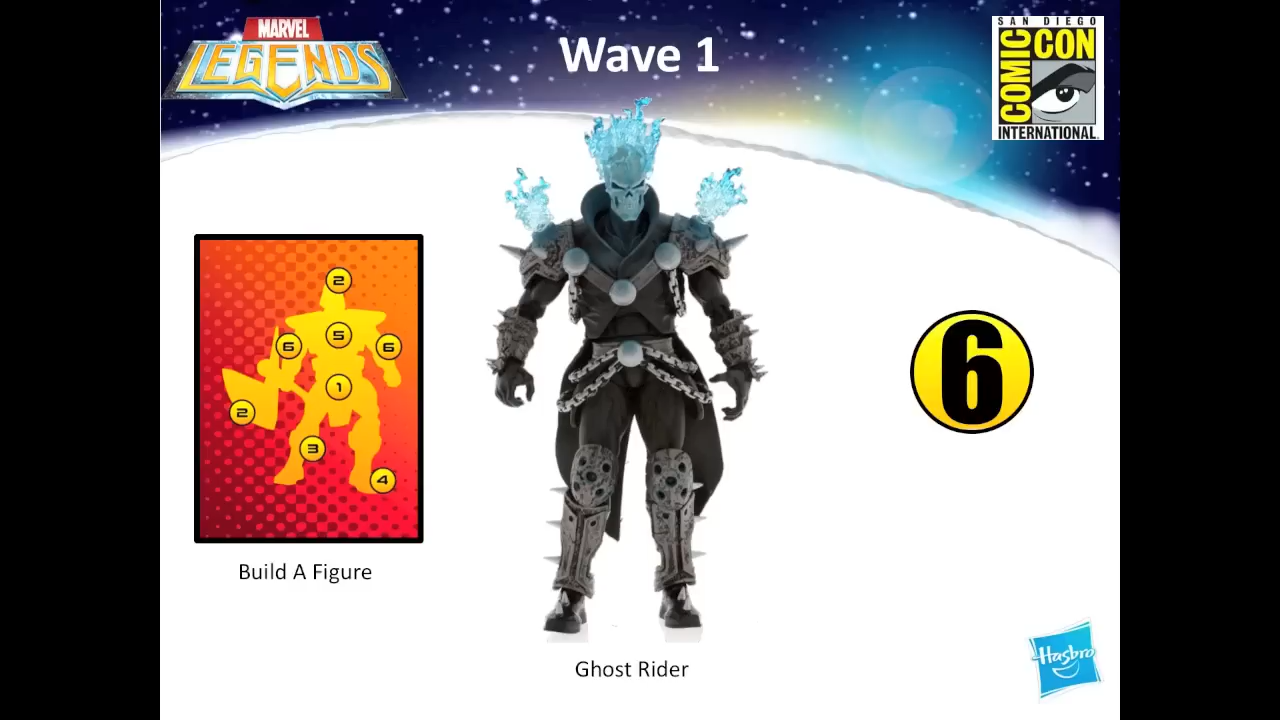 MARVEL
LEGENDS
Wave 1
SAN DIEGO
COMIC
CON
INTERNATIONAL
2
5
6
6
1
2
3
4
6
Build A Figure
Ghost Rider
Hasbro